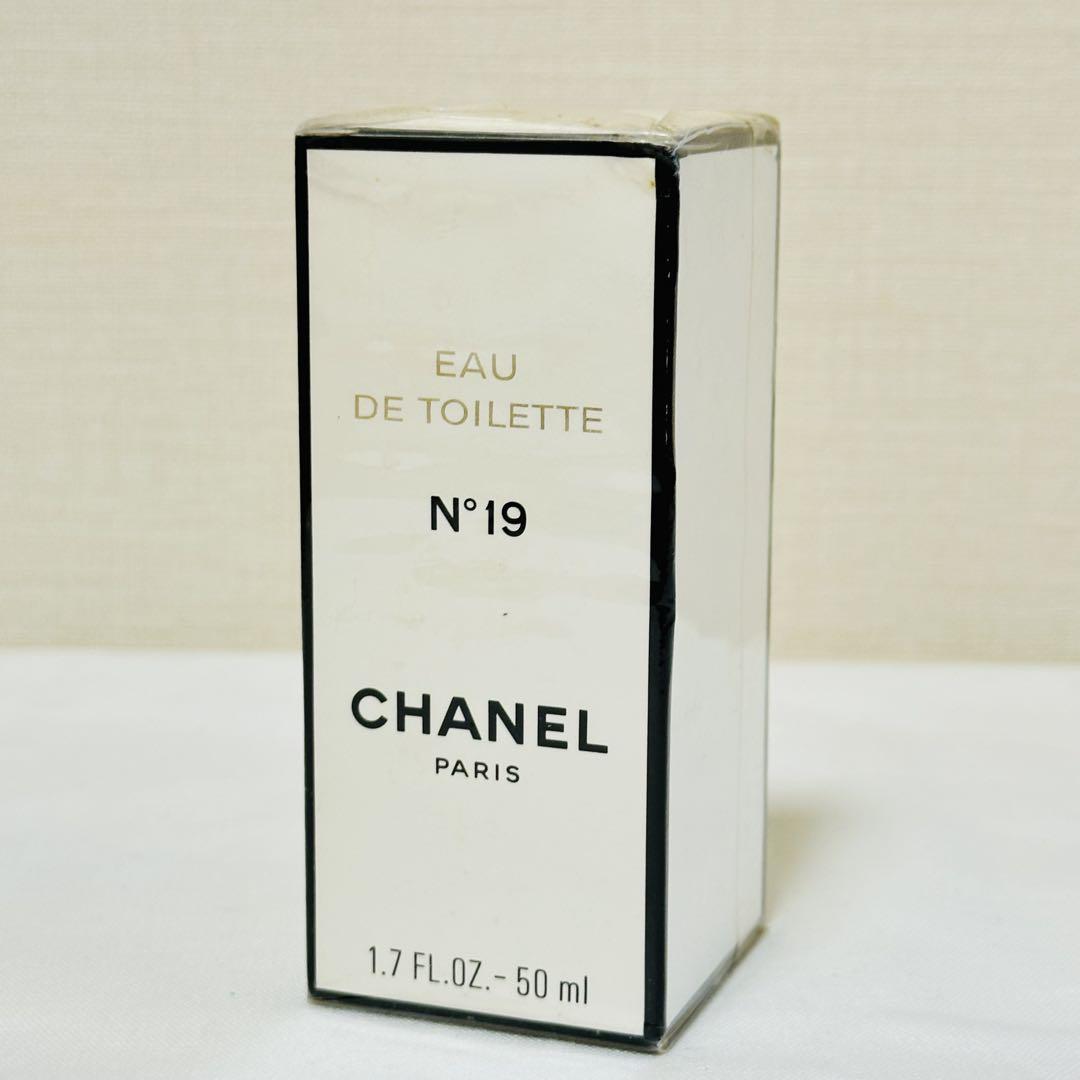 EAU
DE TOILETTE
N°19
CHANEL
PARIS
1.7 FL.OZ.- 50 ml